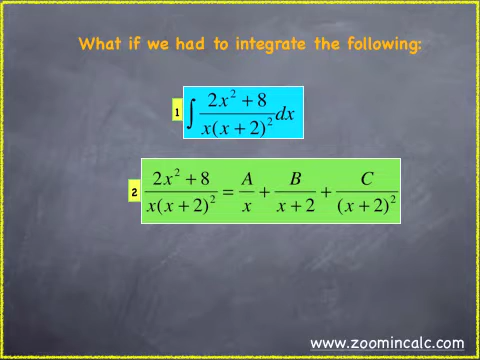 What if we had to integrate the following:
1 ∫ (2x² + 8)/(x(x + 2)²) dx
2 (2x² + 8)/(x(x + 2)²) = A/x + B/(x + 2) + C/(x + 2)²
www.zoomincalc.com